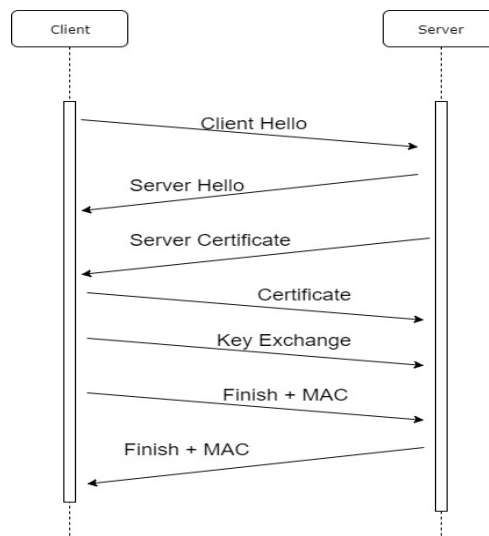 Client
Server
Client Hello
Server Hello
Server Certificate
Certificate
Key Exchange
Finish + MAC
Finish + MAC